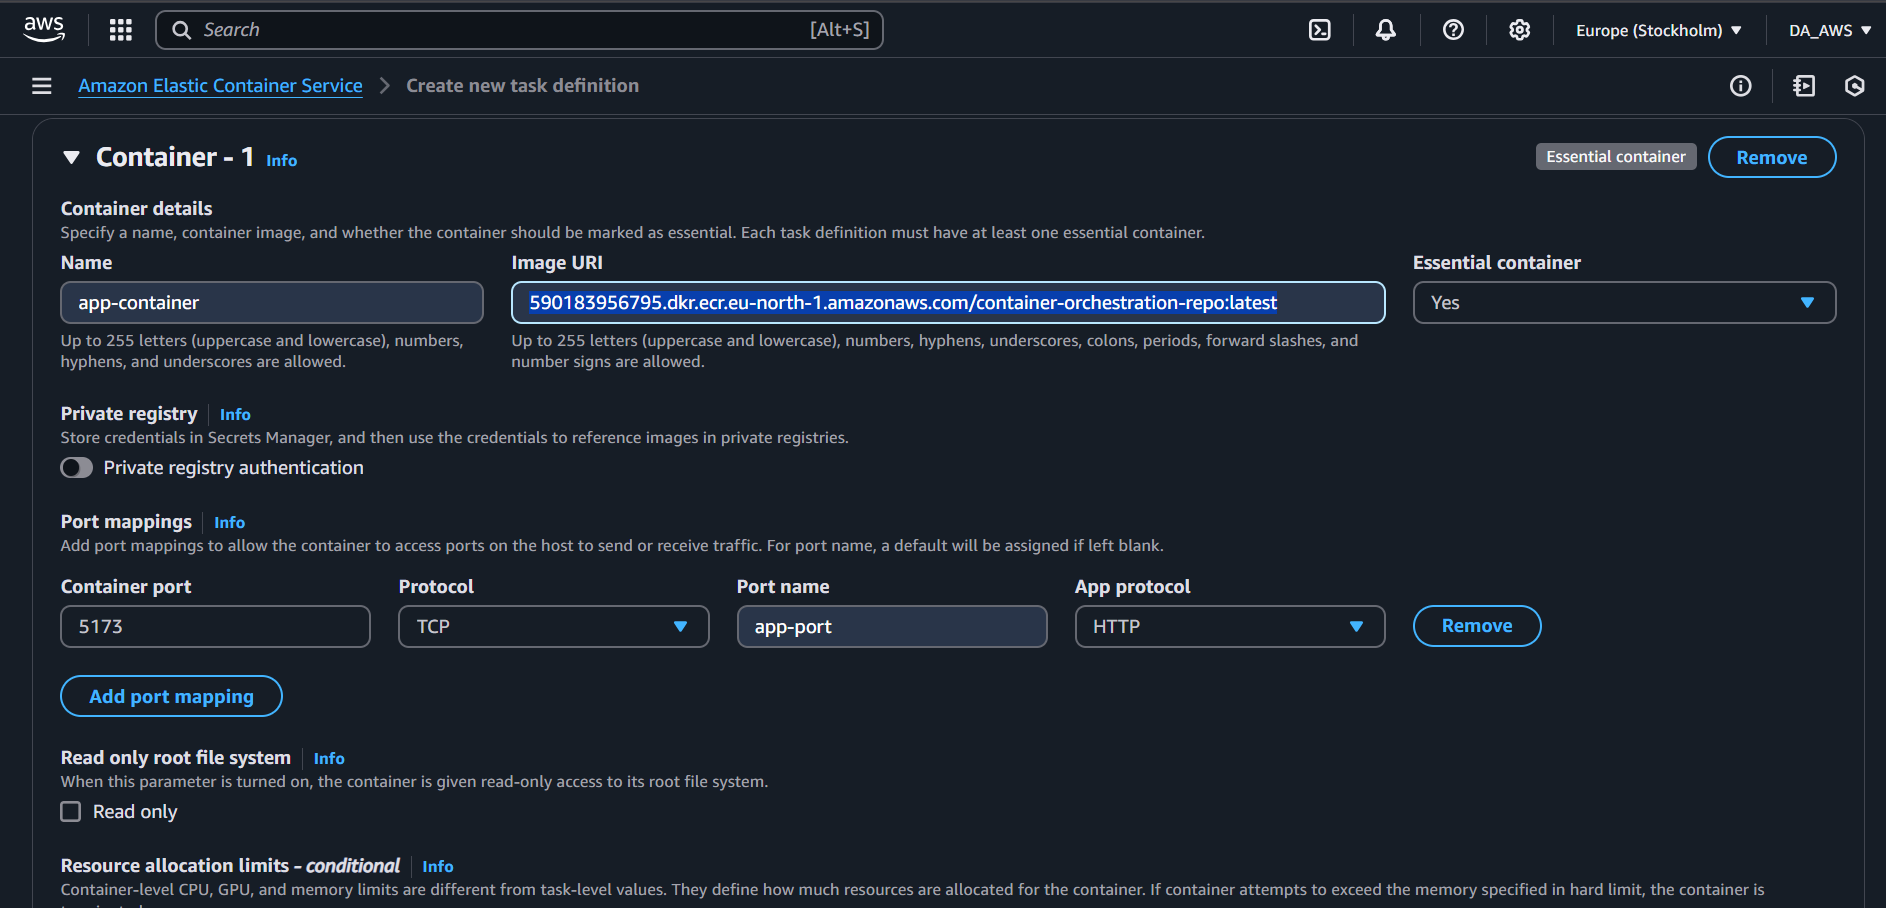 aws
Search [Alt+S]
Europe (Stockholm)
DA_AWS
Amazon Elastic Container Service > Create new task definition
Container - 1 Info
Essential container
Remove
Container details
Specify a name, container image, and whether the container should be marked as essential. Each task definition must have at least one essential container.
Name
app-container
Up to 255 letters (uppercase and lowercase), numbers,
hyphens, and underscores are allowed.
Image URI
590183956795.dkr.ecr.eu-north-1.amazonaws.com/container-orchestration-repo:latest
Up to 255 letters (uppercase and lowercase), numbers, hyphens, underscores, colons, periods, forward slashes, and
number signs are allowed.
Essential container
Yes
Private registry Info
Store credentials in Secrets Manager, and then use the credentials to reference images in private registries.
Private registry authentication
Port mappings Info
Add port mappings to allow the container to access ports on the host to send or receive traffic. For port name, a default will be assigned if left blank.
Container port
5173
Protocol
TCP
Port name
app-port
App protocol
HTTP
Remove
Add port mapping
Read only root file system Info
When this parameter is turned on, the container is given read-only access to its root file system.
Read only
Resource allocation limits - conditional Info
Container-level CPU, GPU, and memory limits are different from task-level values. They define how much resources are allocated for the container. If container attempts to exceed the memory specified in hard limit, the container is